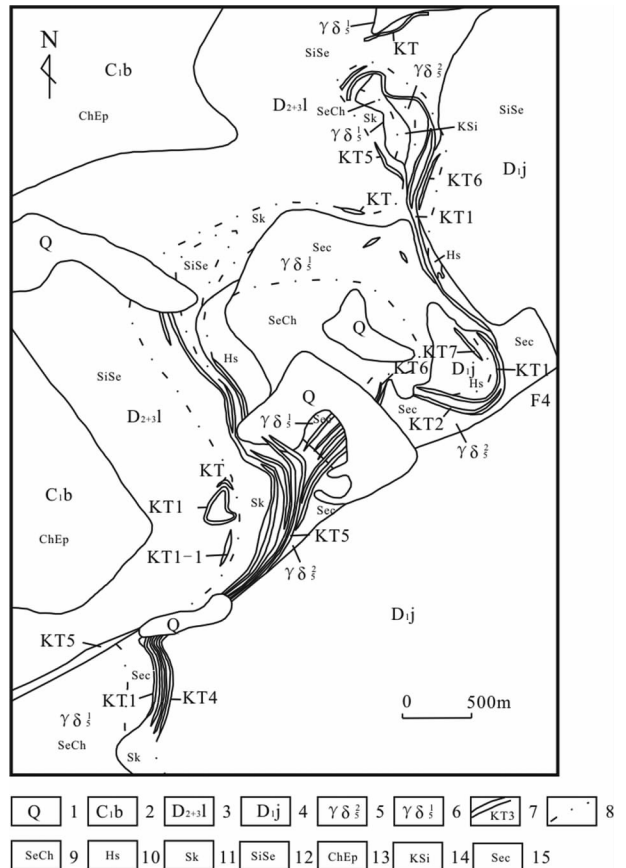 N
γδ₅¹
KT
C₁b
SiSe
γδ₅²
ChEp
D₂₊₃l
SeCh
Sk
KSi
SiSe
γδ₅¹
KT5
D₁j
KT6
KT
Sk
KT1
Q
Sec
SiSe
γδ₅¹
Hs
SeCh
Q
Sec
SiSe
Hs
KT7
KT6
D₁j
KT1
Hs
D₂₊₃l
Q
Sec
KT2
F4
γδ₅¹
Sec
γδ₅²
KT
C₁b
KT1
Sk
Sec
ChEp
KT5
KT1-1
γδ₅²
Q
D₁j
KT5
Sec
KT1
KT4
0 500m
γδ₅¹
SeCh
Sk
Q 1 C₁b 2 D₂₊₃l 3 D₁j 4 γδ₅² 5 γδ₅¹ 6 KT3 7 8
SeCh 9 Hs 10 Sk 11 SiSe 12 ChEp 13 KSi 14 Sec 15